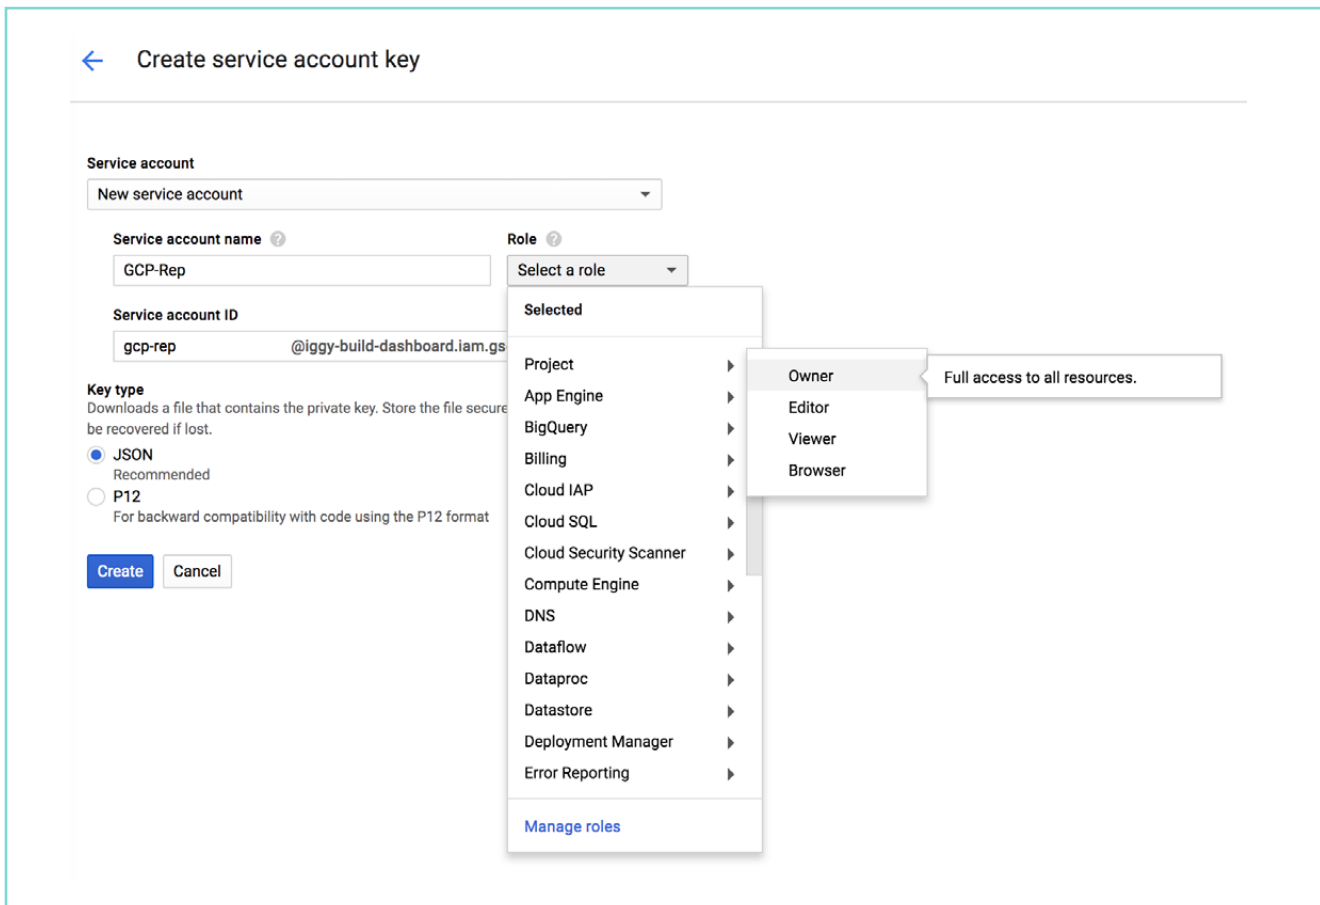 Create service account key
Service account
New service account
Service account name
Role
GCP-Rep
Select a role
Selected
Service account ID
gcp-rep @iggy-build-dashboard.iam.gs
Project
Owner
Full access to all resources.
App Engine
Editor
BigQuery
Viewer
Billing
Browser
Cloud IAP
Cloud SQL
Cloud Security Scanner
Compute Engine
DNS
Dataflow
Dataproc
Datastore
Deployment Manager
Error Reporting
Manage roles
Key type
Downloads a file that contains the private key. Store the file secure
be recovered if lost.
JSON
Recommended
P12
For backward compatibility with code using the P12 format
Create
Cancel